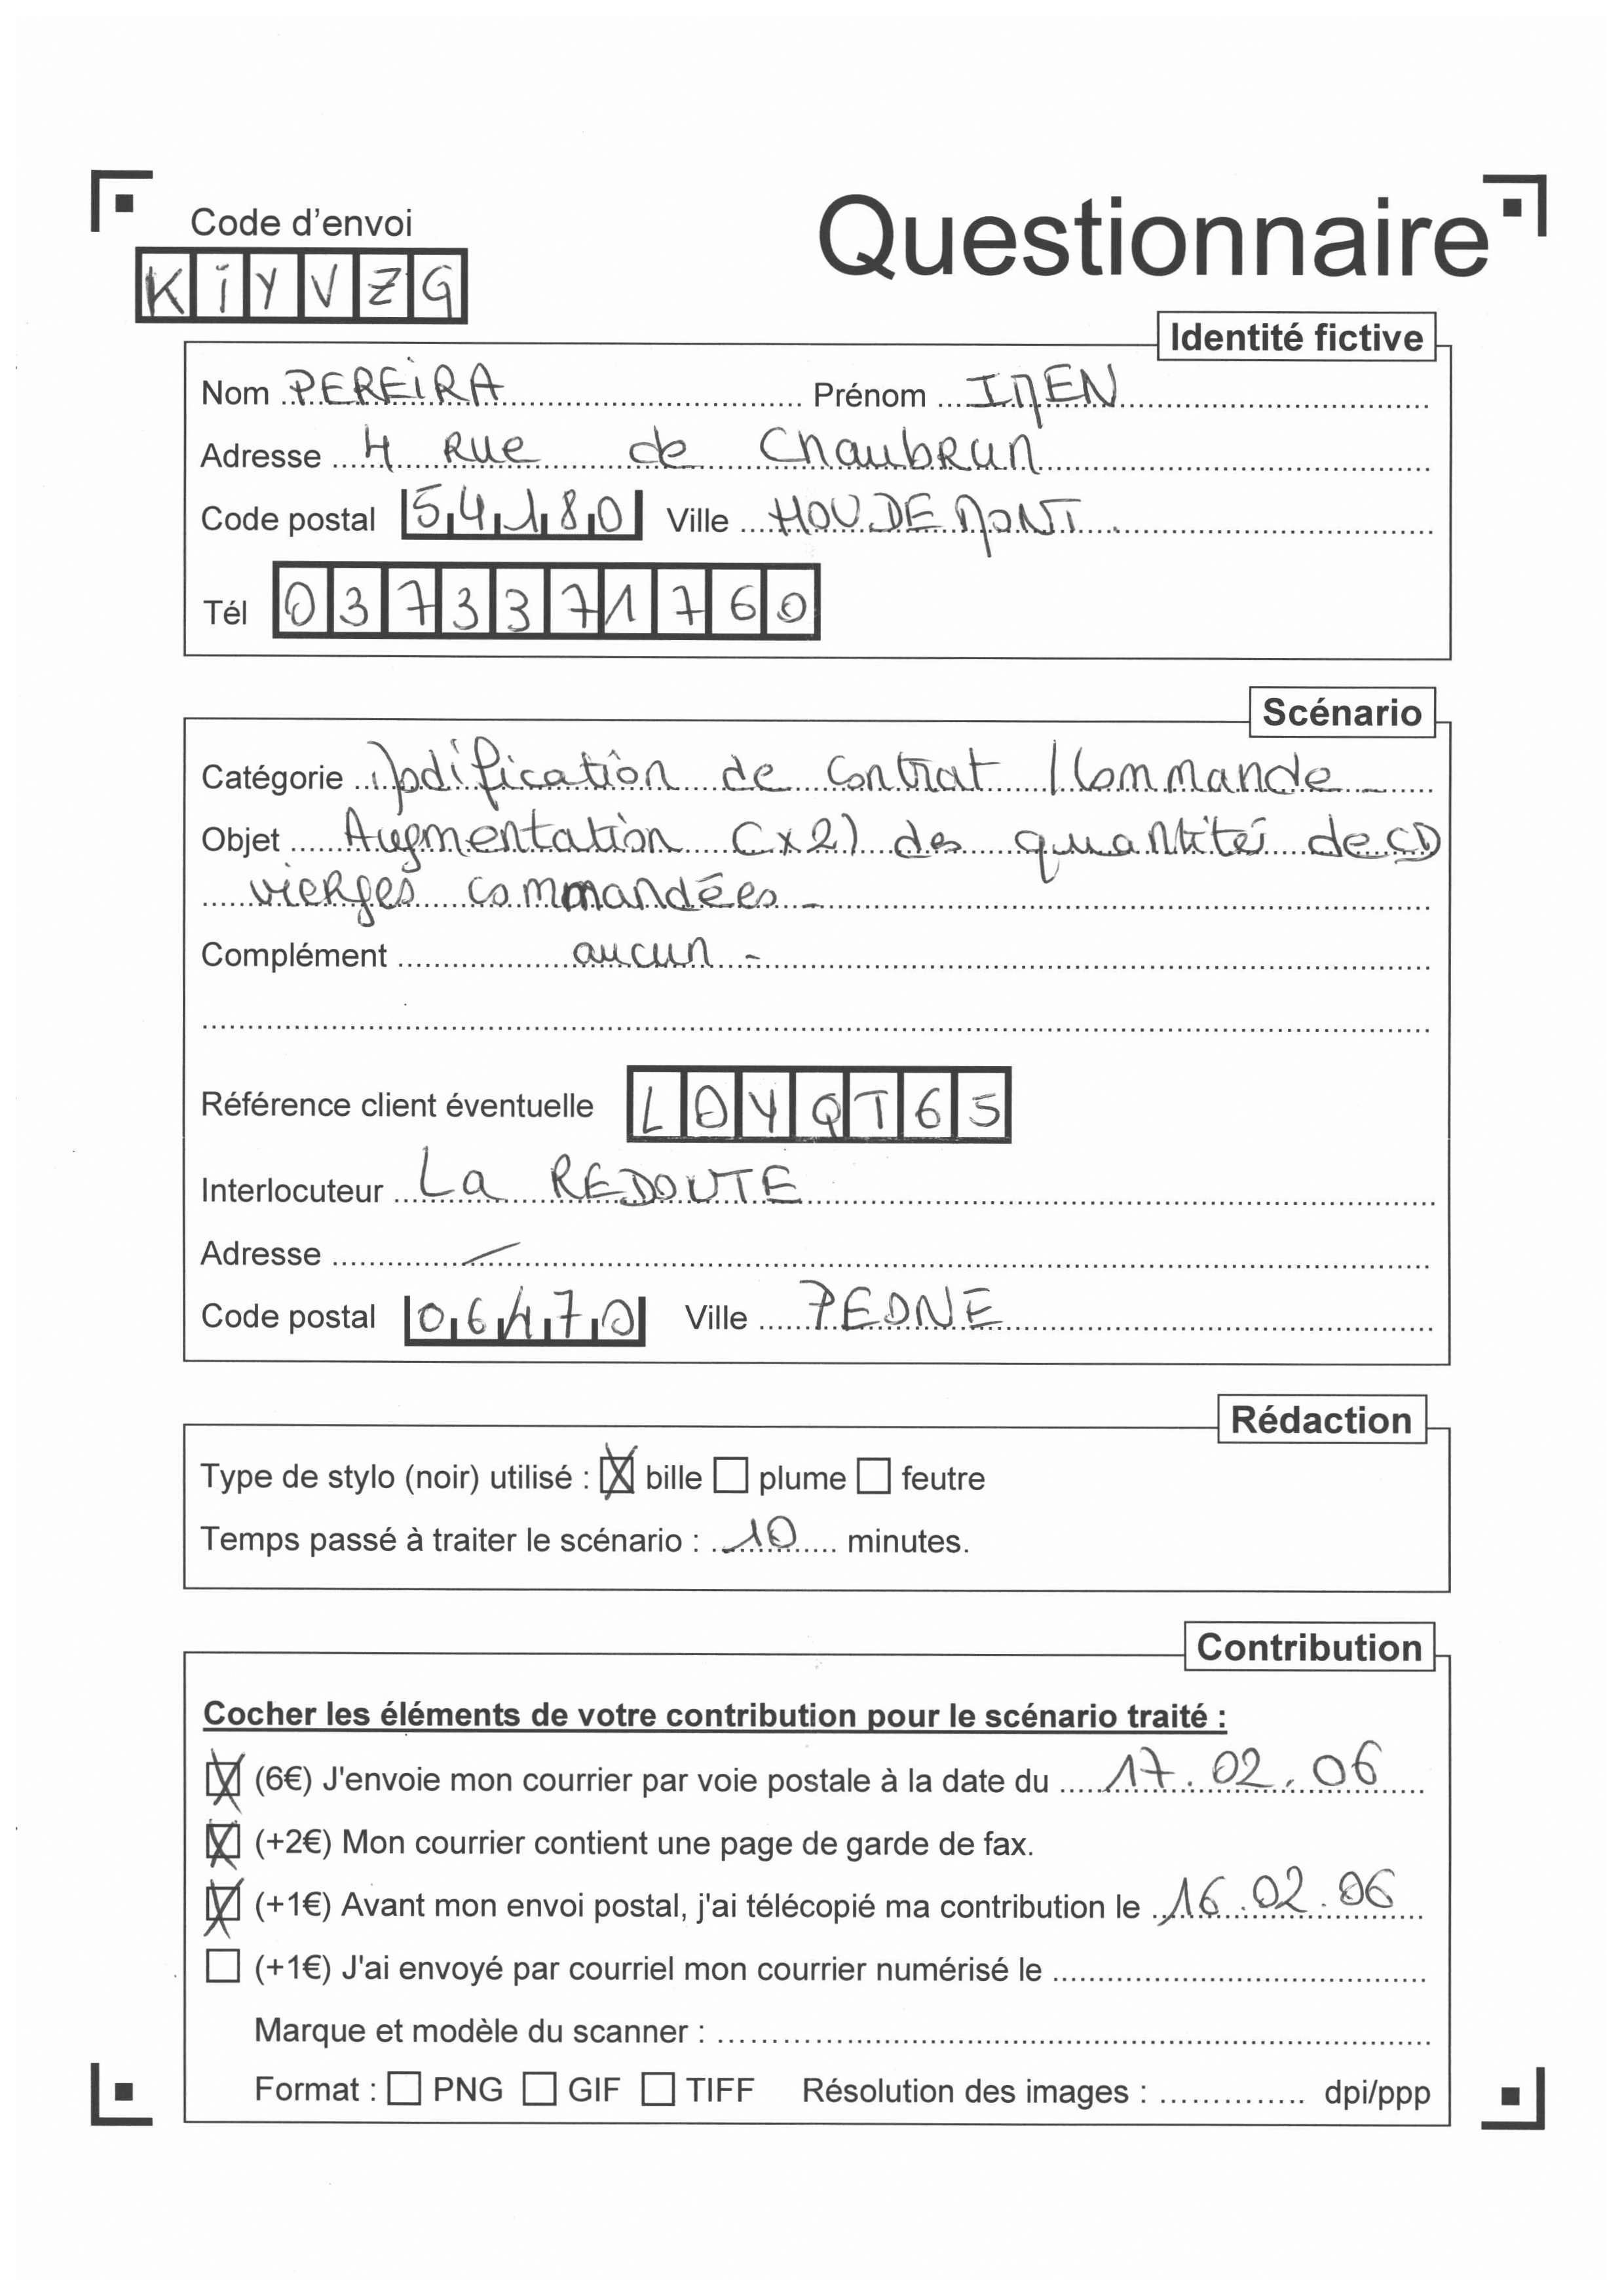 Code d'envoi
Questionnaire
KIYVZG
Identité fictive
Nom PEREIRA Prénom IMEN
Adresse 4 Rue de Chaubrun
Code postal 54180 Ville HOUDEMONT
Tél 0373371760
Scénario
Catégorie Modification de contrat / Commande
Objet Augmentation (x2) des quantités de CD
vierges commandées -
Complément aucun -
Référence client éventuelle LOYQT65
Interlocuteur La REDOUTE
Adresse /
Code postal 06470 Ville PEONE
Rédaction
Type de stylo (noir) utilisé : ☒ bille ☐ plume ☐ feutre
Temps passé à traiter le scénario : 10 minutes.
Contribution
Cocher les éléments de votre contribution pour le scénario traité :
☒ (6€) J'envoie mon courrier par voie postale à la date du 17.02.06
☒ (+2€) Mon courrier contient une page de garde de fax.
☒ (+1€) Avant mon envoi postal, j'ai télécopié ma contribution le 16.02.06
☐ (+1€) J'ai envoyé par courriel mon courrier numérisé le
Marque et modèle du scanner :
Format : ☐ PNG ☐ GIF ☐ TIFF Résolution des images : dpi/ppp